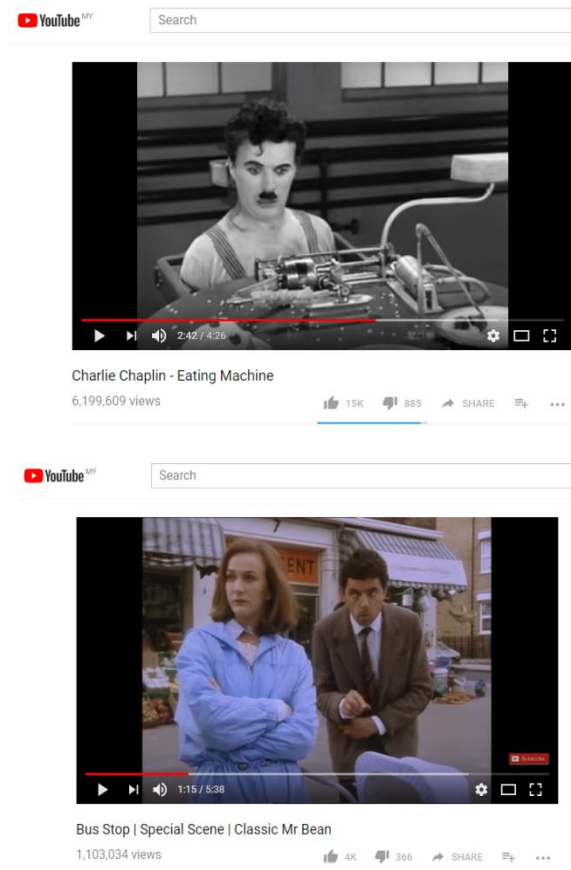 YouTube MY
Search
2:42 / 4:26
Charlie Chaplin - Eating Machine
6,199,609 views
15K 885 SHARE
YouTube MY
Search
ENT
Subscribe
1:15 / 5:38
Bus Stop | Special Scene | Classic Mr Bean
1,103,034 views
4K 366 SHARE